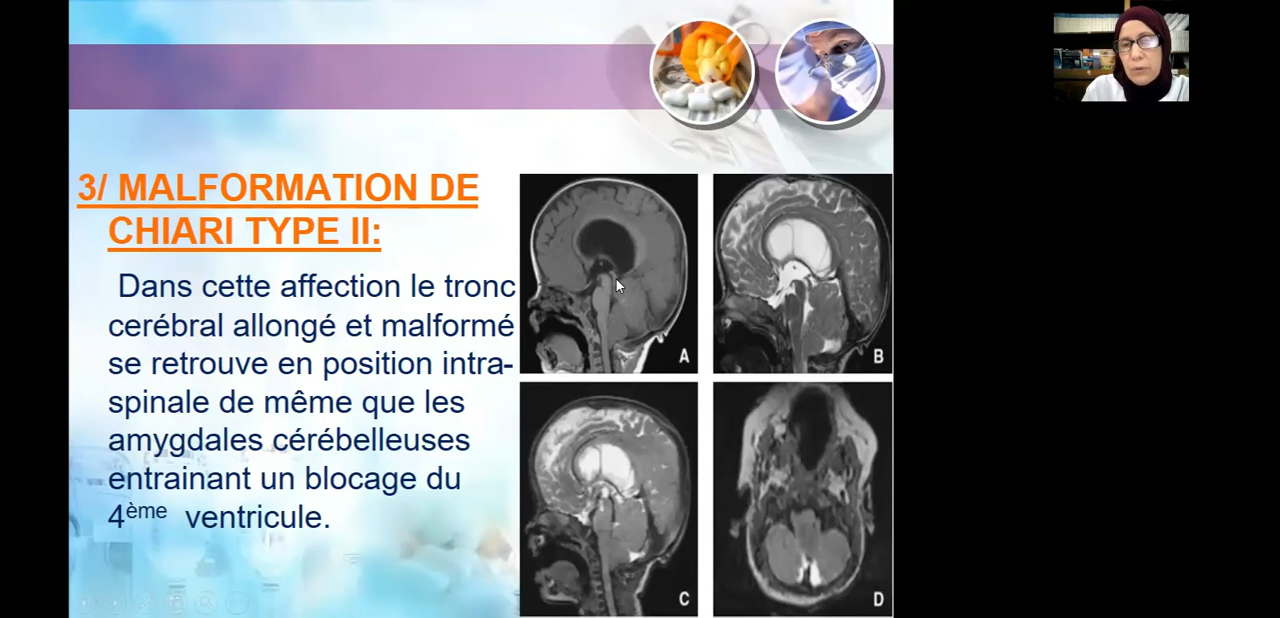 3/ MALFORMATION DE
CHIARI TYPE II:
Dans cette affection le tronc
cerébral allongé et malformé
se retrouve en position intra-
spinale de même que les
amygdales cérébelleuses
entrainant un blocage du
4ème ventricule.
A
B
C
D